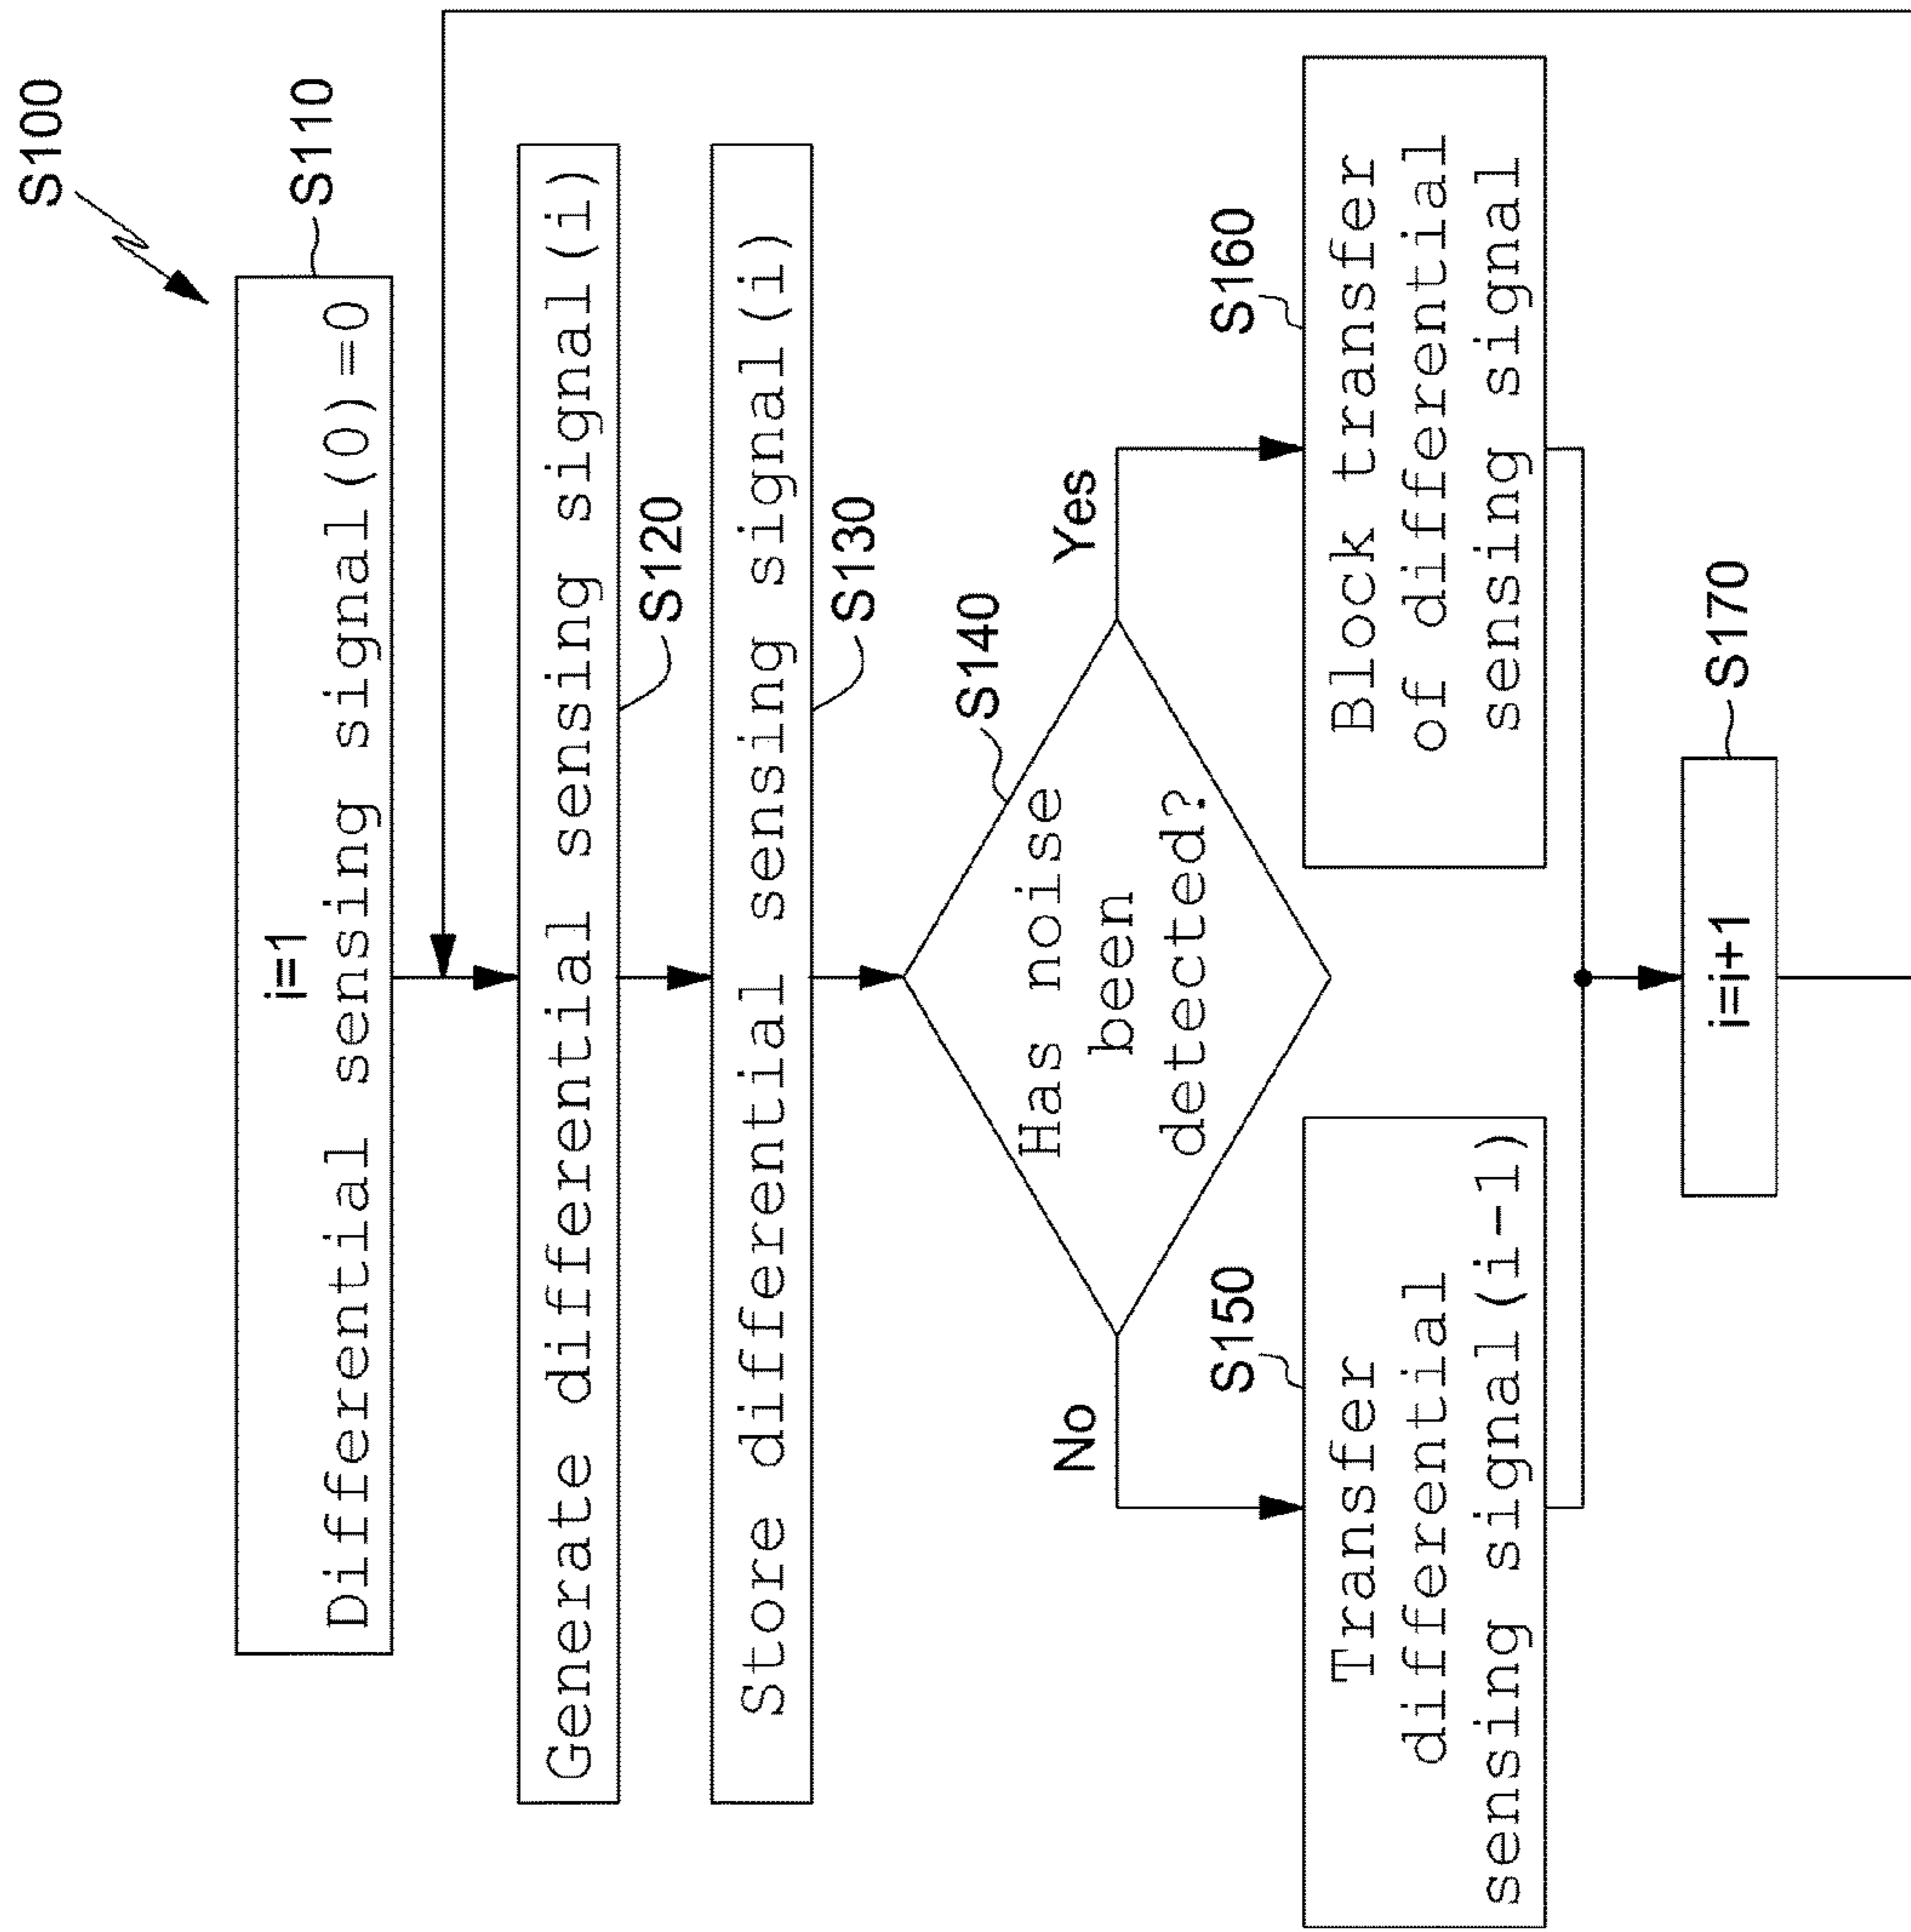 S100
S110
i=1
Differential sensing signal(0)=0
Generate differential sensing signal(i)
S120
Store differential sensing signal(i)
S130
S140
Has noise
been
detected?
No
Yes
S150
Transfer
differential
sensing signal(i-1)
S160
Block transfer
of differential
sensing signal
S170
i=i+1